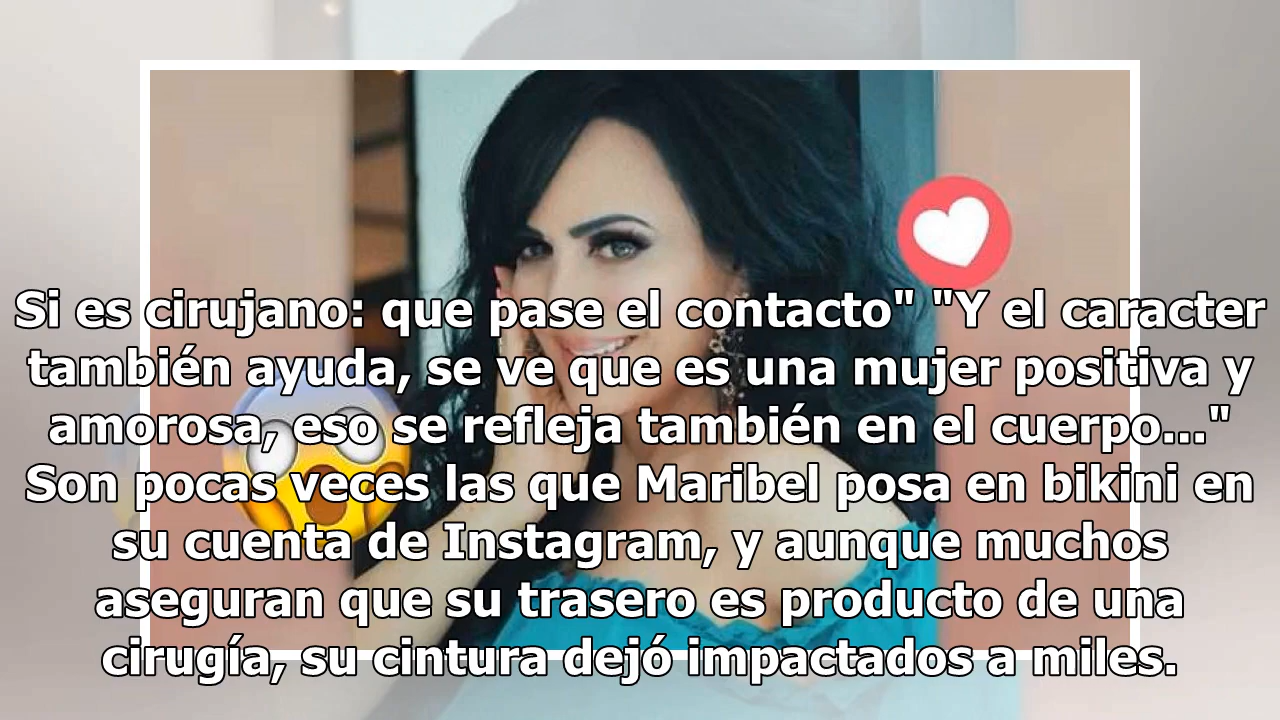 Si es cirujano: que pase el contacto" "Y el caracter
también ayuda, se ve que es una mujer positiva y
amorosa, eso se refleja también en el cuerpo..."
Son pocas veces las que Maribel posa en bikini en
su cuenta de Instagram, y aunque muchos
aseguran que su trasero es producto de una
cirugía, su cintura dejó impactados a miles.